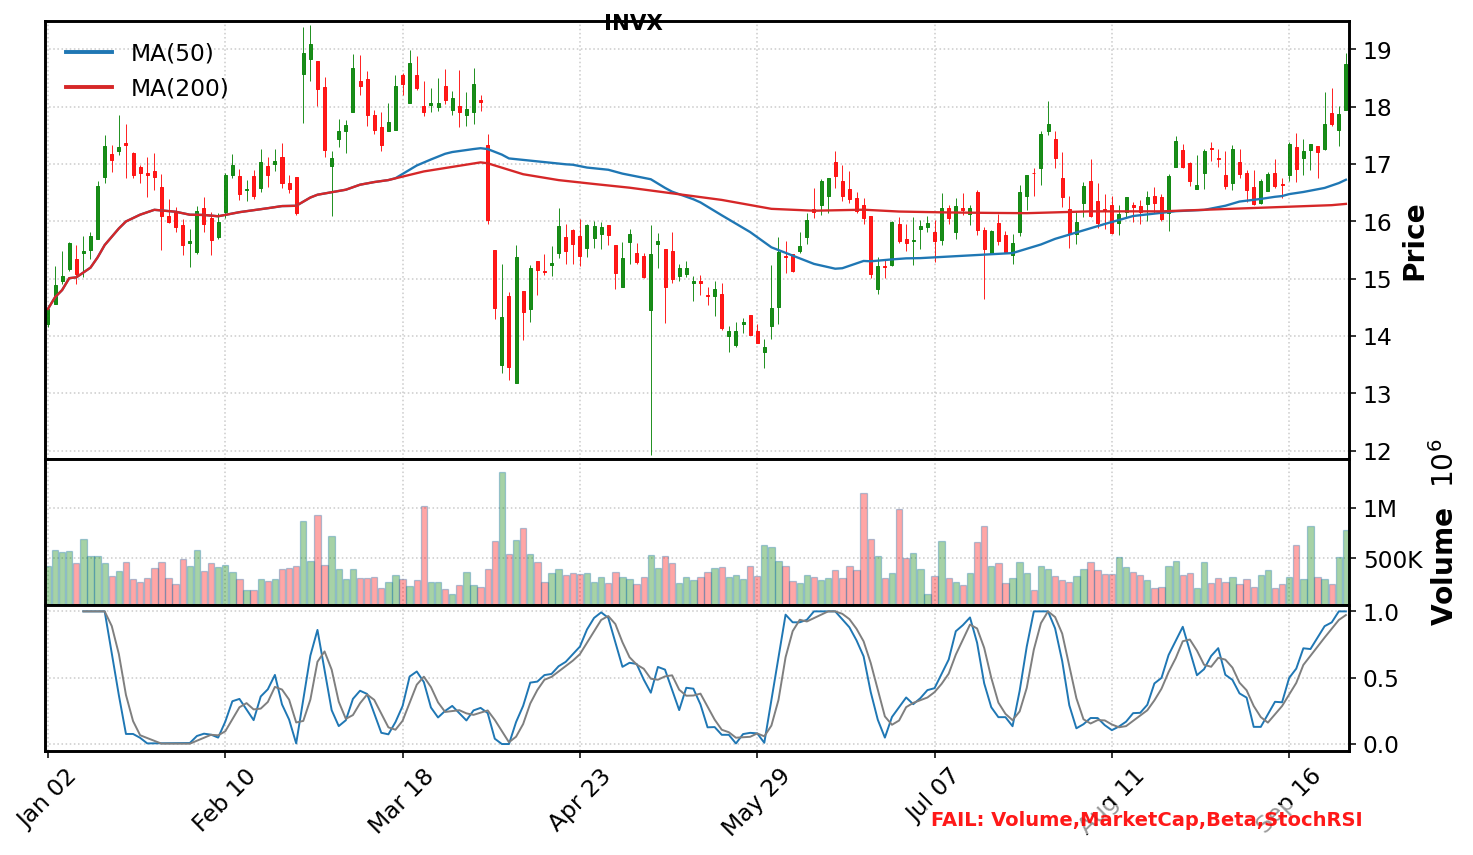 INVX
MA(50)
MA(200)
19
18
17
16
15
14
13
12
Price
1M
500K
Volume 10⁶
1.0
0.5
0.0
Jan 02
Feb 10
Mar 18
Apr 23
May 29
Jul 07
Aug 11
Sep 16
FAIL: Volume,MarketCap,Beta,StochRSI